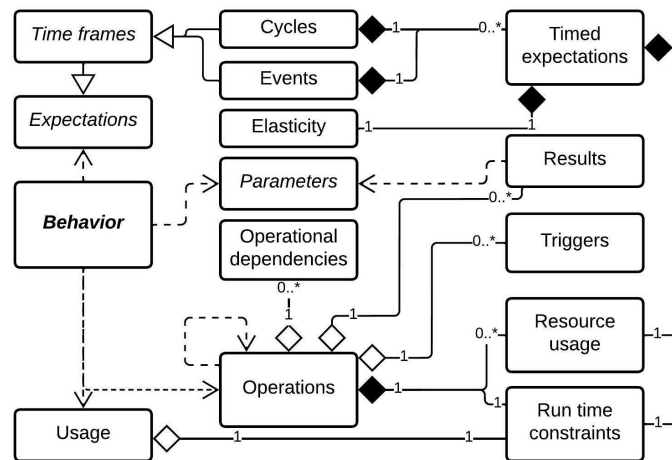 Time frames
Cycles
1
0..*
Timed
expectations
Events
1
Expectations
Elasticity
1
1
Results
Parameters
0..*
Behavior
Operational
dependencies
0..*
Triggers
0..*
1
1
1
Resource
usage
0..*
1
1
Operations
1
1
Run time
constraints
1
Usage
1
1